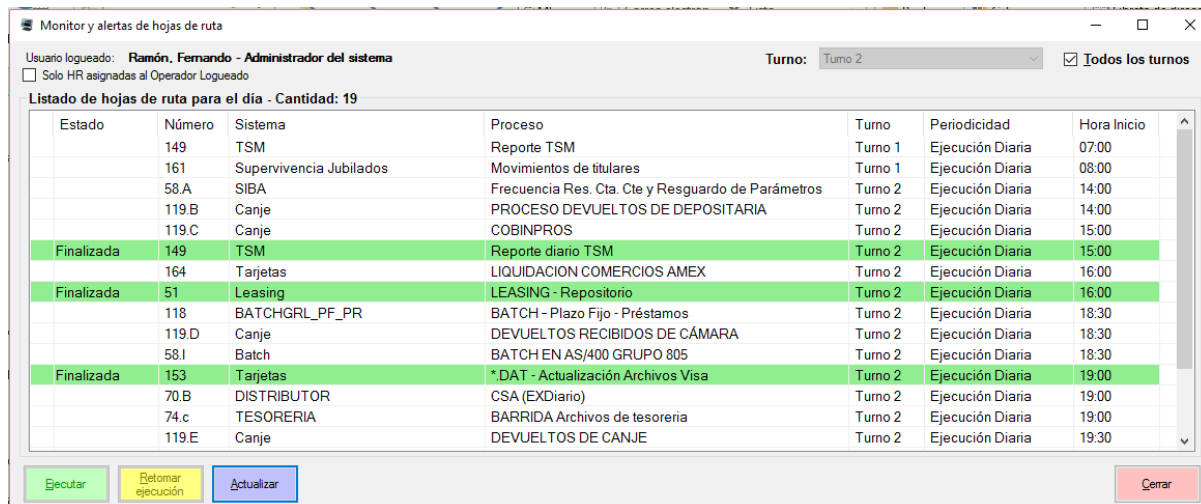 Monitor y alertas de hojas de ruta
Usuario logueado: Ramón, Fernando - Administrador del sistema Turno: Turno 2 Todos los turnos
Solo HR asignadas al Operador Logueado
Listado de hojas de ruta para el día - Cantidad: 19
Estado Número Sistema Proceso Turno Periodicidad Hora Inicio
149 TSM Reporte TSM Turno 1 Ejecución Diaria 07:00
161 Supervivencia Jubilados Movimientos de titulares Turno 1 Ejecución Diaria 08:00
58.A SIBA Frecuencia Res. Cta. Cte y Resguardo de Parámetros Turno 2 Ejecución Diaria 14:00
119.B Canje PROCESO DEVUELTOS DE DEPOSITARIA Turno 2 Ejecución Diaria 14:00
119.C Canje COBINPROS Turno 2 Ejecución Diaria 15:00
Finalizada 149 TSM Reporte diario TSM Turno 2 Ejecución Diaria 15:00
164 Tarjetas LIQUIDACION COMERCIOS AMEX Turno 2 Ejecución Diaria 16:00
Finalizada 51 Leasing LEASING - Repositorio Turno 2 Ejecución Diaria 16:00
118 BATCHGRL_PF_PR BATCH - Plazo Fijo - Préstamos Turno 2 Ejecución Diaria 18:30
119.D Canje DEVUELTOS RECIBIDOS DE CÁMARA Turno 2 Ejecución Diaria 18:30
58.I Batch BATCH EN AS/400 GRUPO 805 Turno 2 Ejecución Diaria 18:30
Finalizada 153 Tarjetas *.DAT - Actualización Archivos Visa Turno 2 Ejecución Diaria 19:00
70.B DISTRIBUTOR CSA (EXDiario) Turno 2 Ejecución Diaria 19:00
74.c TESORERIA BARRIDA Archivos de tesoreria Turno 2 Ejecución Diaria 19:00
119.E Canje DEVUELTOS DE CANJE Turno 2 Ejecución Diaria 19:30
Ejecutar Retomar ejecución Actualizar Cerrar